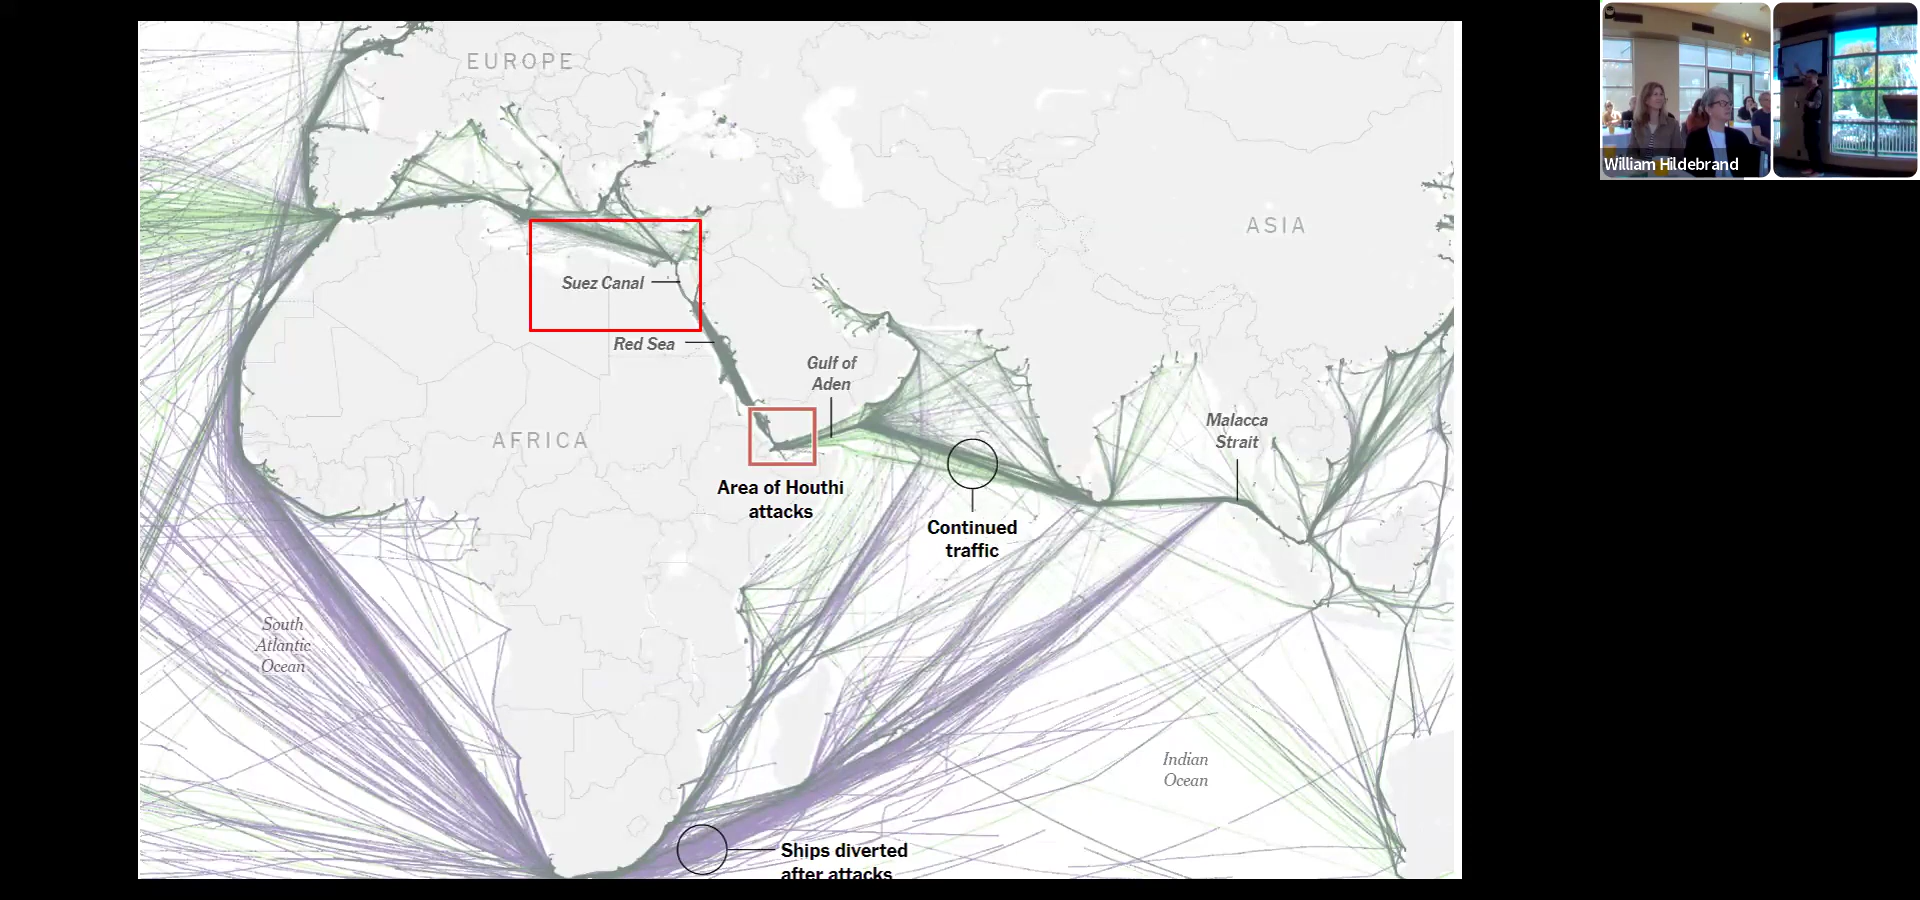 EUROPE
William Hildebrand
ASIA
Suez Canal
Red Sea
Gulf of
Aden
Malacca
Strait
AFRICA
Area of Houthi
attacks
Continued
traffic
South
Atlantic
Ocean
Indian
Ocean
Ships diverted
after attacks